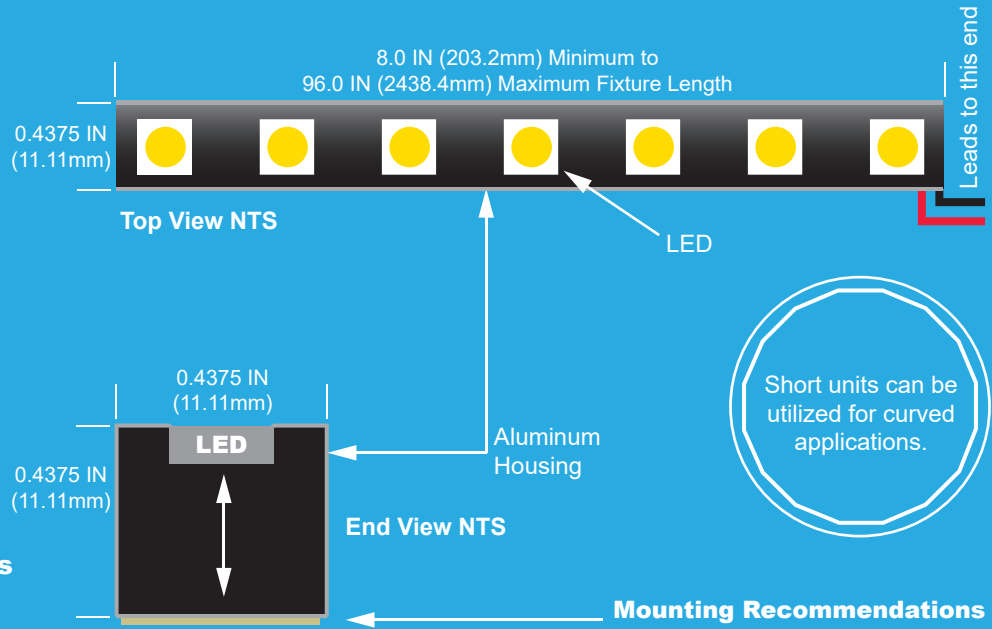 8.0 IN (203.2mm) Minimum to
96.0 IN (2438.4mm) Maximum Fixture Length
Leads to this end
0.4375 IN
(11.11mm)
Top View NTS
LED
0.4375 IN
(11.11mm)
Short units can be
utilized for curved
applications.
LED
Aluminum
Housing
0.4375 IN
(11.11mm)
End View NTS
s
Mounting Recommendations